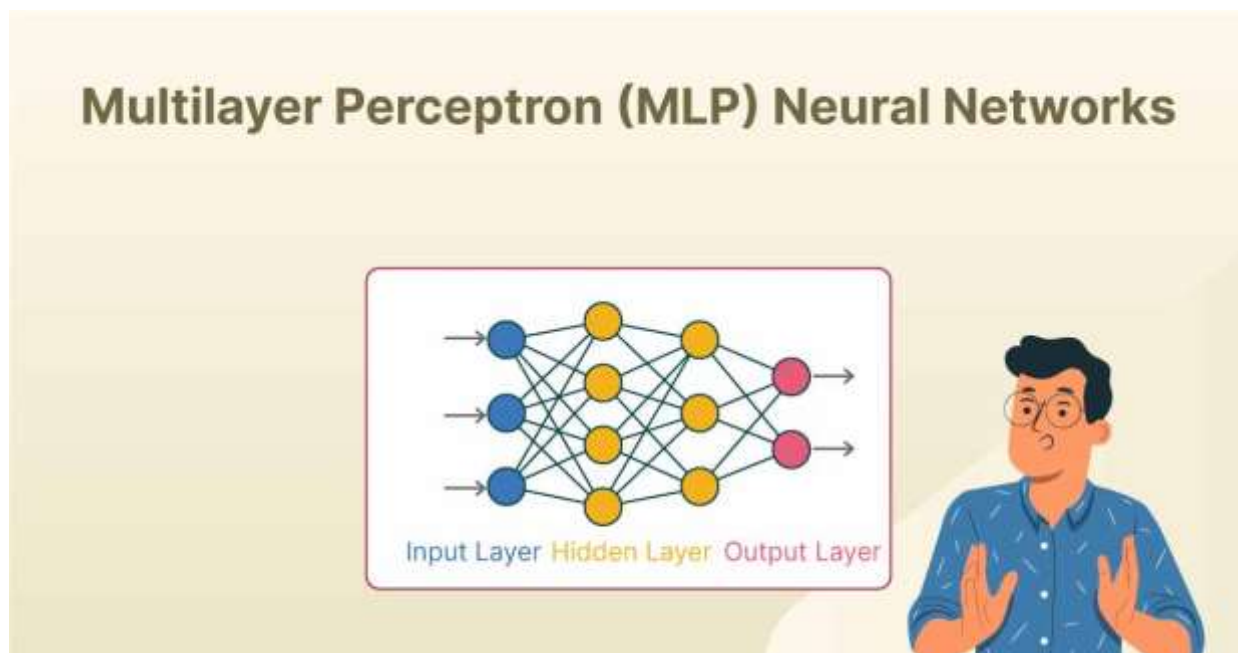 Multilayer Perceptron (MLP) Neural Networks
Input Layer Hidden Layer Output Layer